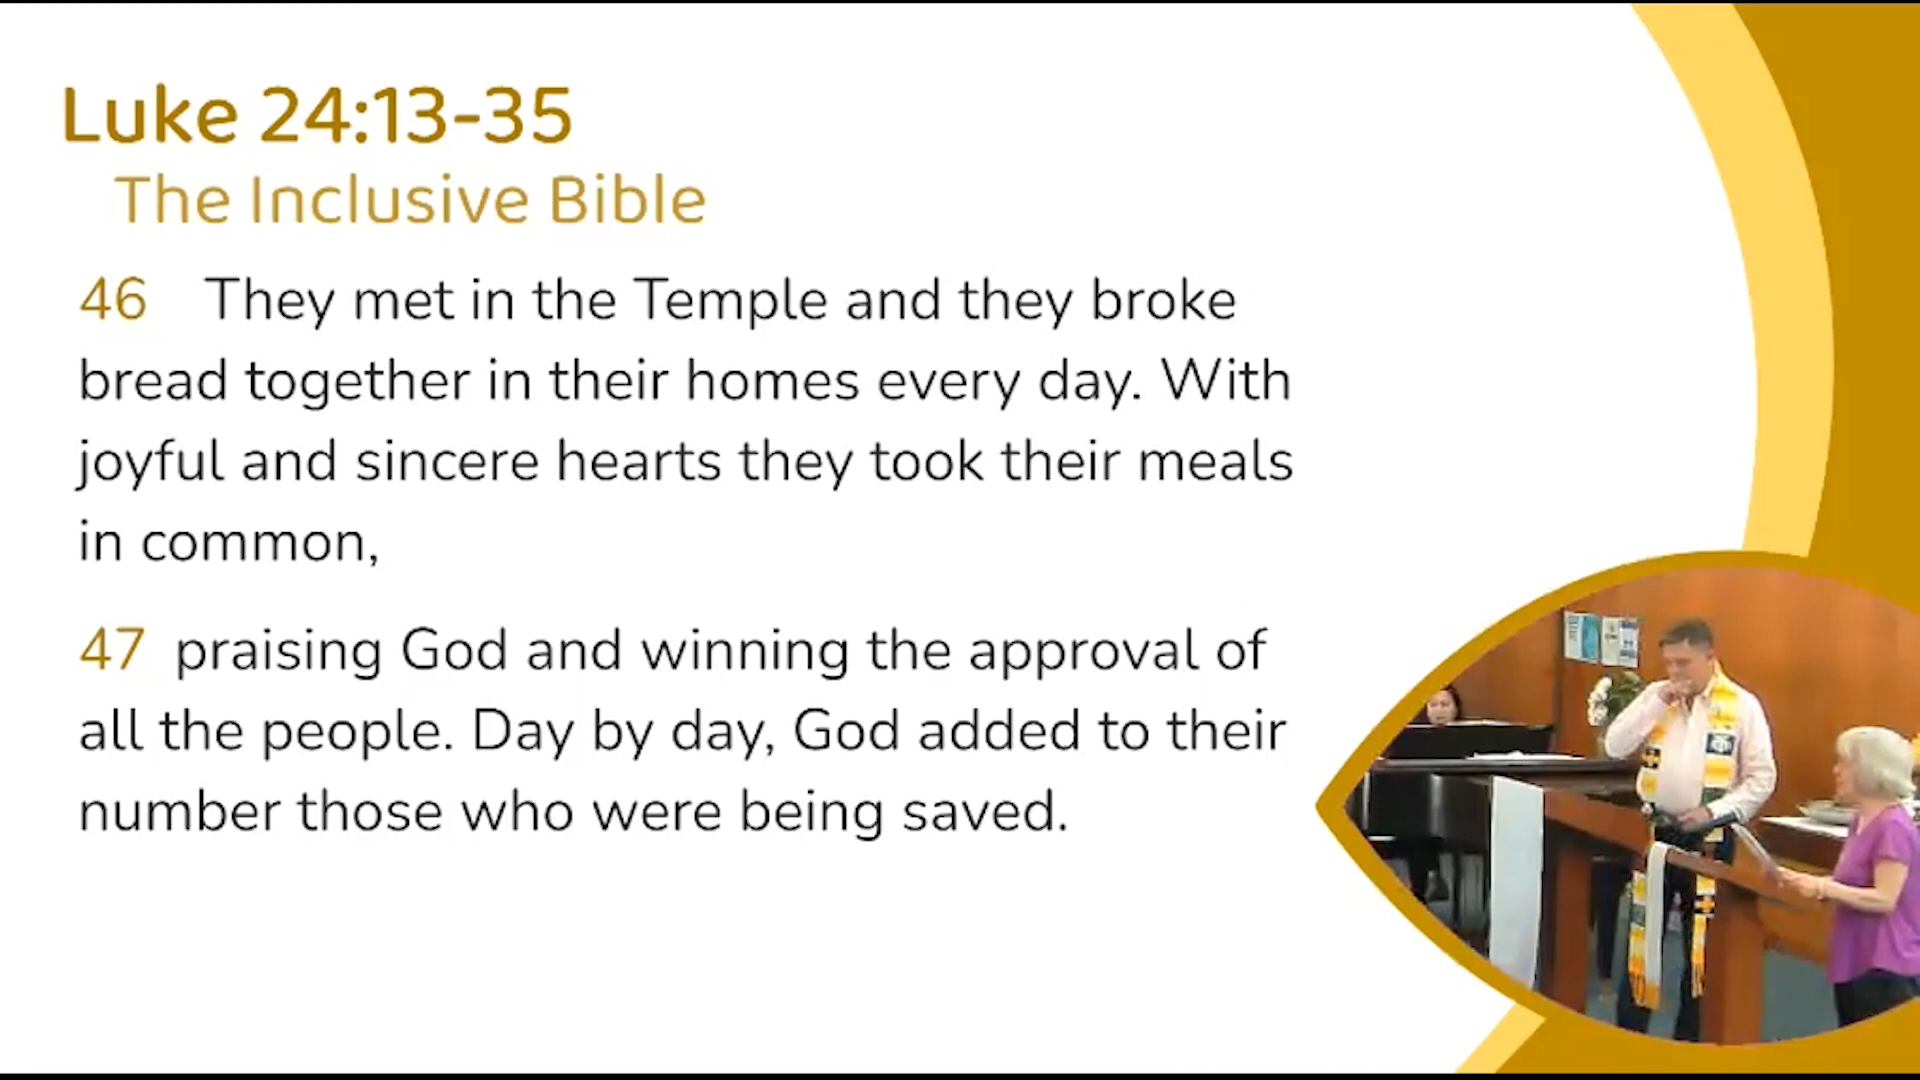 Luke 24:13-35
The Inclusive Bible
46 They met in the Temple and they broke
bread together in their homes every day. With
joyful and sincere hearts they took their meals
in common,
47 praising God and winning the approval of
all the people. Day by day, God added to their
number those who were being saved.